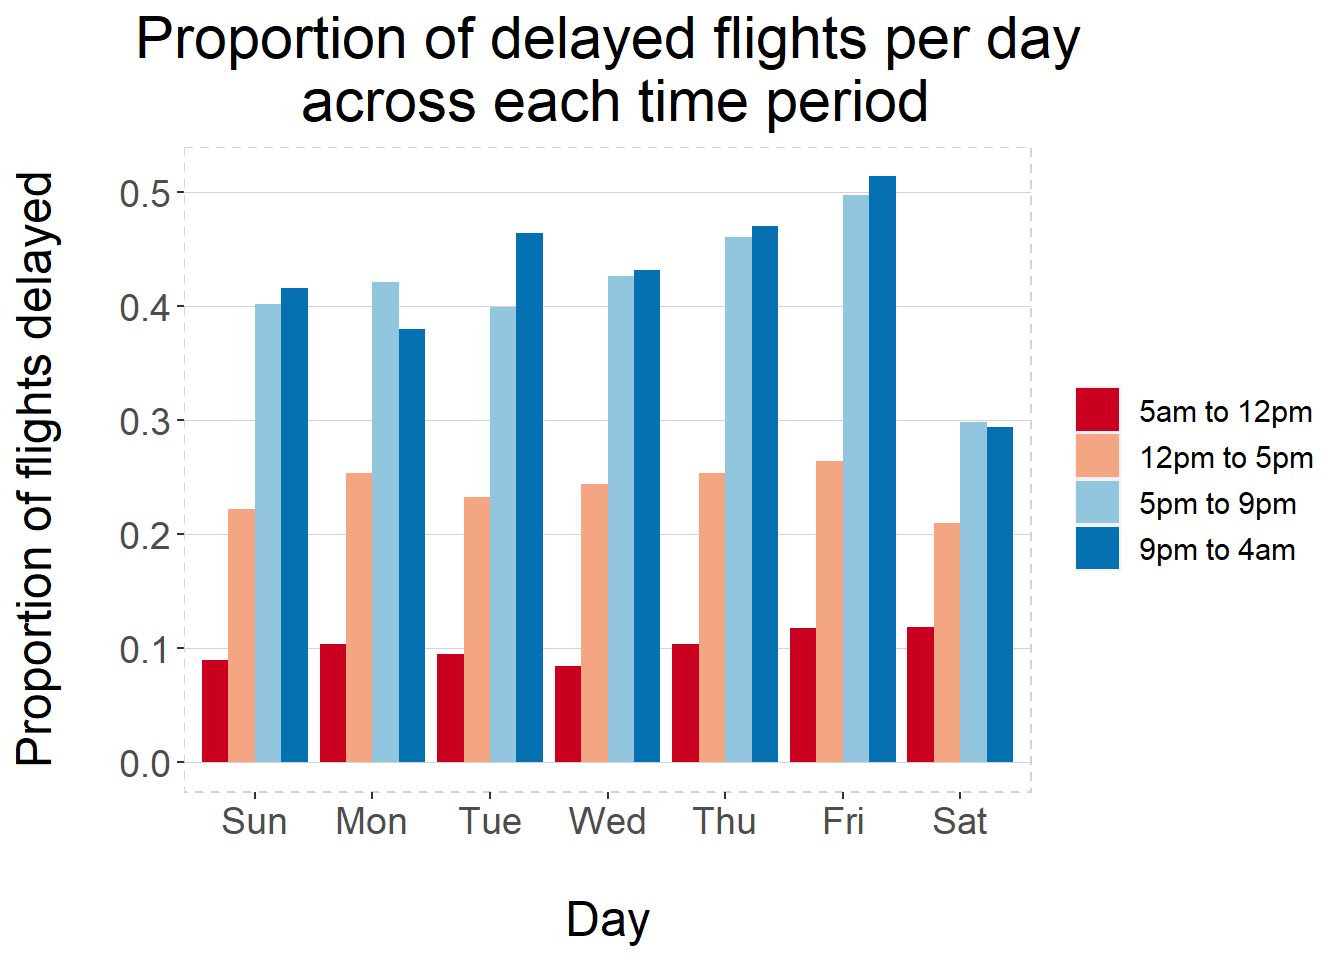 Proportion of delayed flights per day
across each time period
Proportion of flights delayed
0.5
0.4
0.3
0.2
0.1
0.0
Sun Mon Tue Wed Thu Fri Sat
Day
5am to 12pm
12pm to 5pm
5pm to 9pm
9pm to 4am